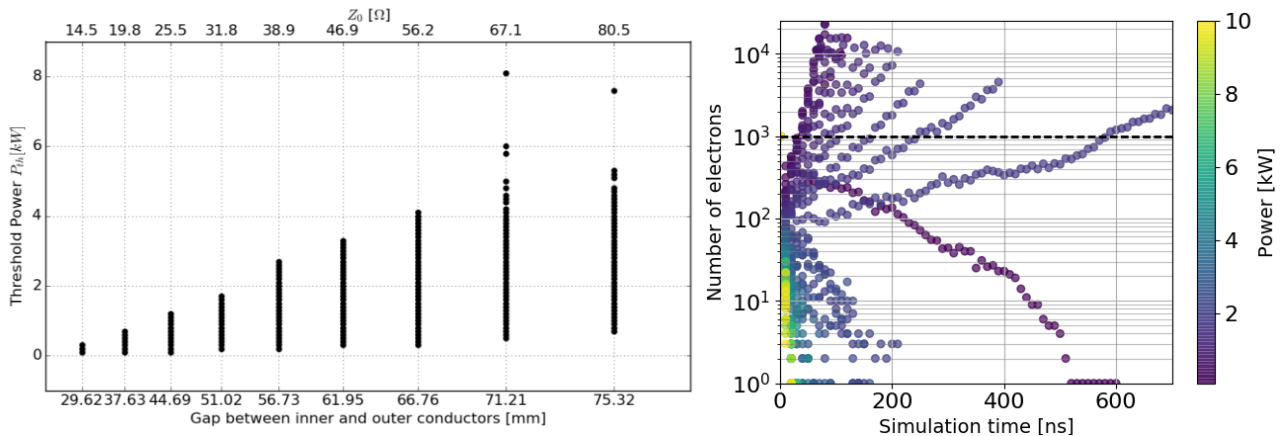 Z₀ [Ω]
14.5 19.8 25.5 31.8 38.9 46.9 56.2 67.1 80.5
Threshold Power P_th [kW]
8
6
4
2
0
29.62 37.63 44.69 51.02 56.73 61.95 66.76 71.21 75.32
Gap between inner and outer conductors [mm]
Number of electrons
10⁴
10³
10²
10¹
10⁰
0 200 400 600
Simulation time [ns]
10
8
6
4
2
Power [kW]